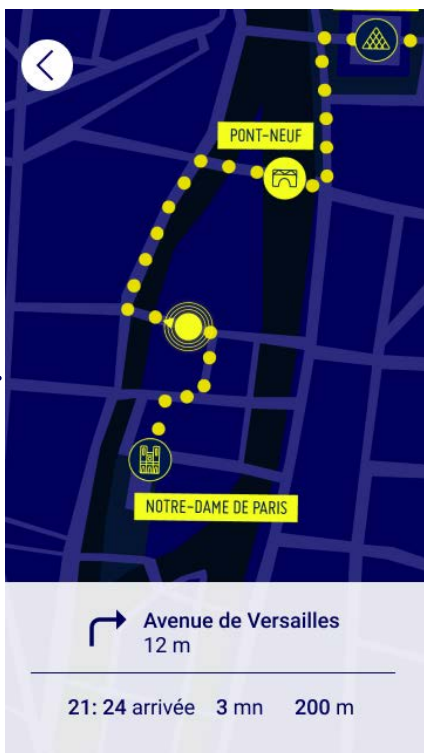 PONT-NEUF
NOTRE-DAME DE PARIS
Avenue de Versailles
12 m
21: 24 arrivée 3 mn 200 m